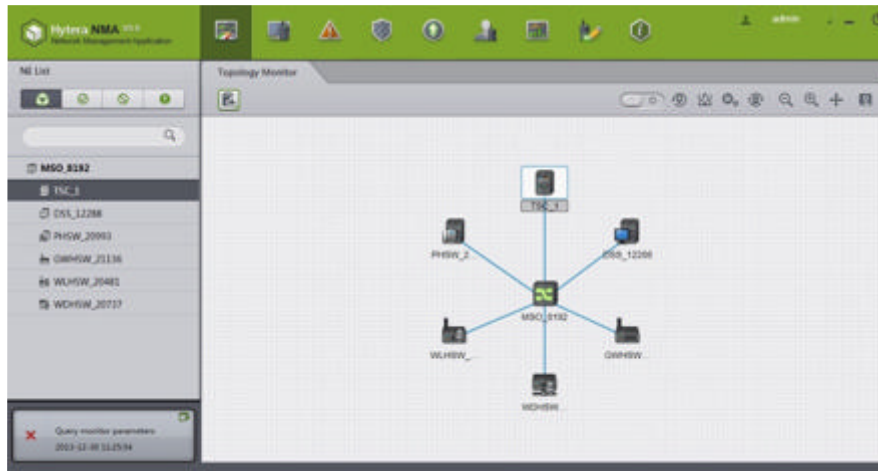 Hytera NMA
Network Management Application
admin
NE List
Topology Monitor
MSO_8192
TSC_1
DSS_12288
PHSW_20993
GWHSW_21136
WLHSW_20481
WDHSW_20737
TSC_1
PHSW_2...
DSS_12288
MSO_8192
WLHSW_...
GWHSW...
WDHSW...
Query monitor parameters